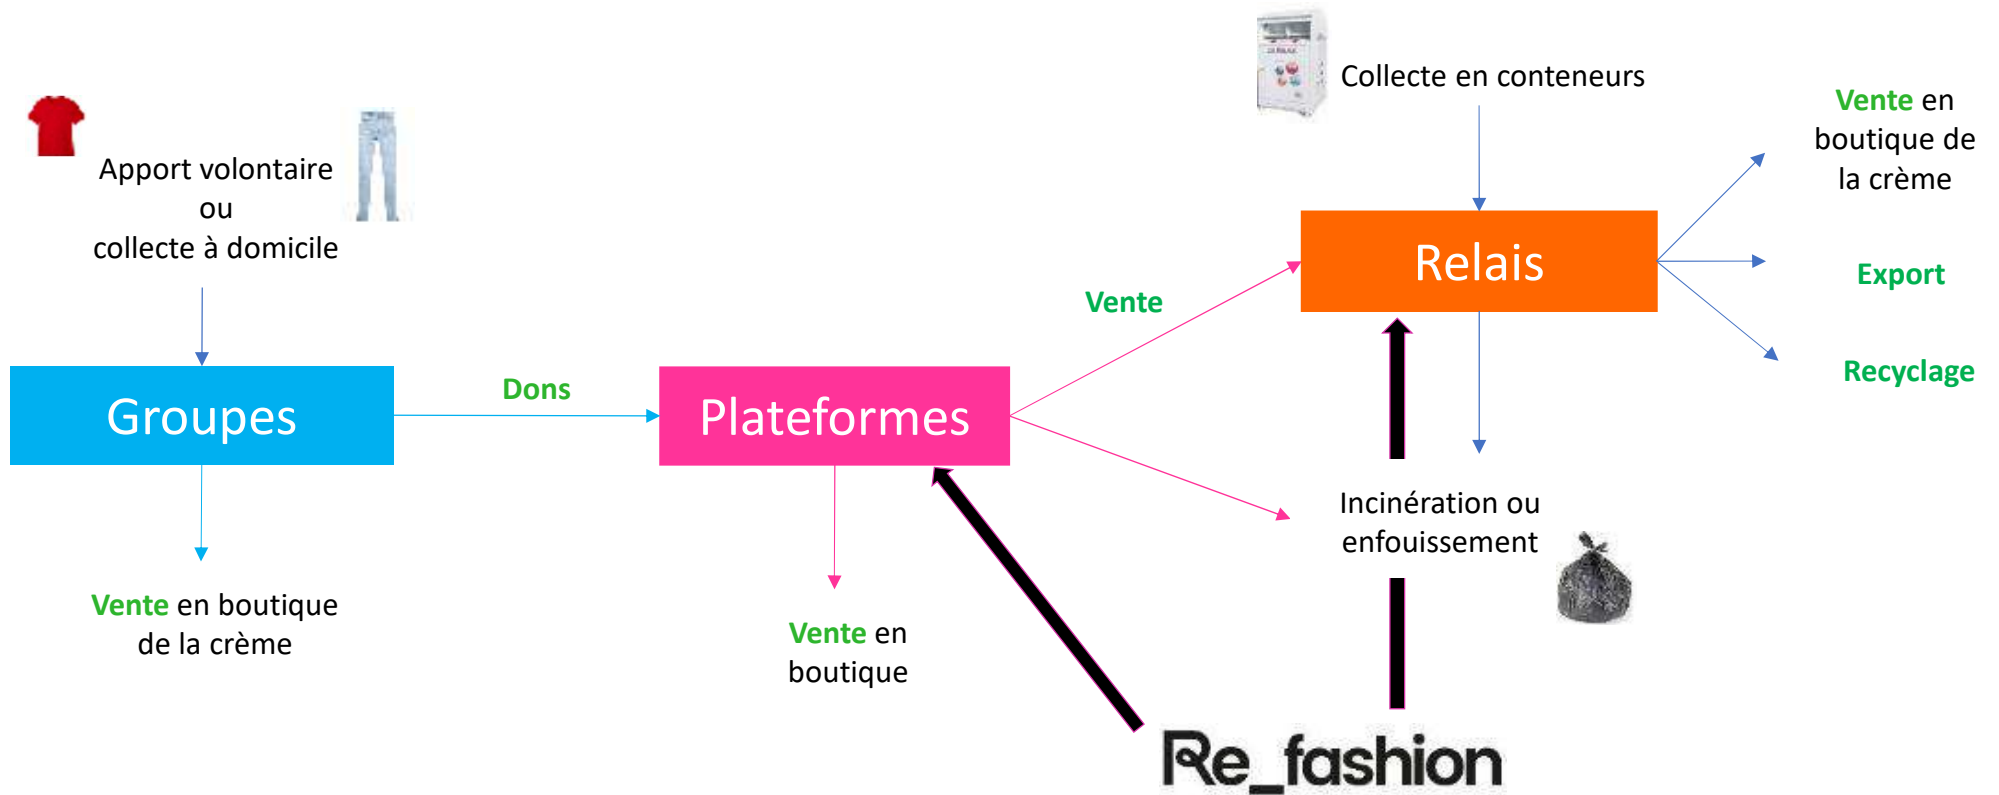 Collecte en conteneurs
Vente en
boutique de
la crème
Apport volontaire
ou
collecte à domicile
Relais
Export
Vente
Recyclage
Groupes
Dons
Plateformes
Incinération ou
enfouissement
Vente en boutique
de la crème
Vente en
boutique
Re_fashion